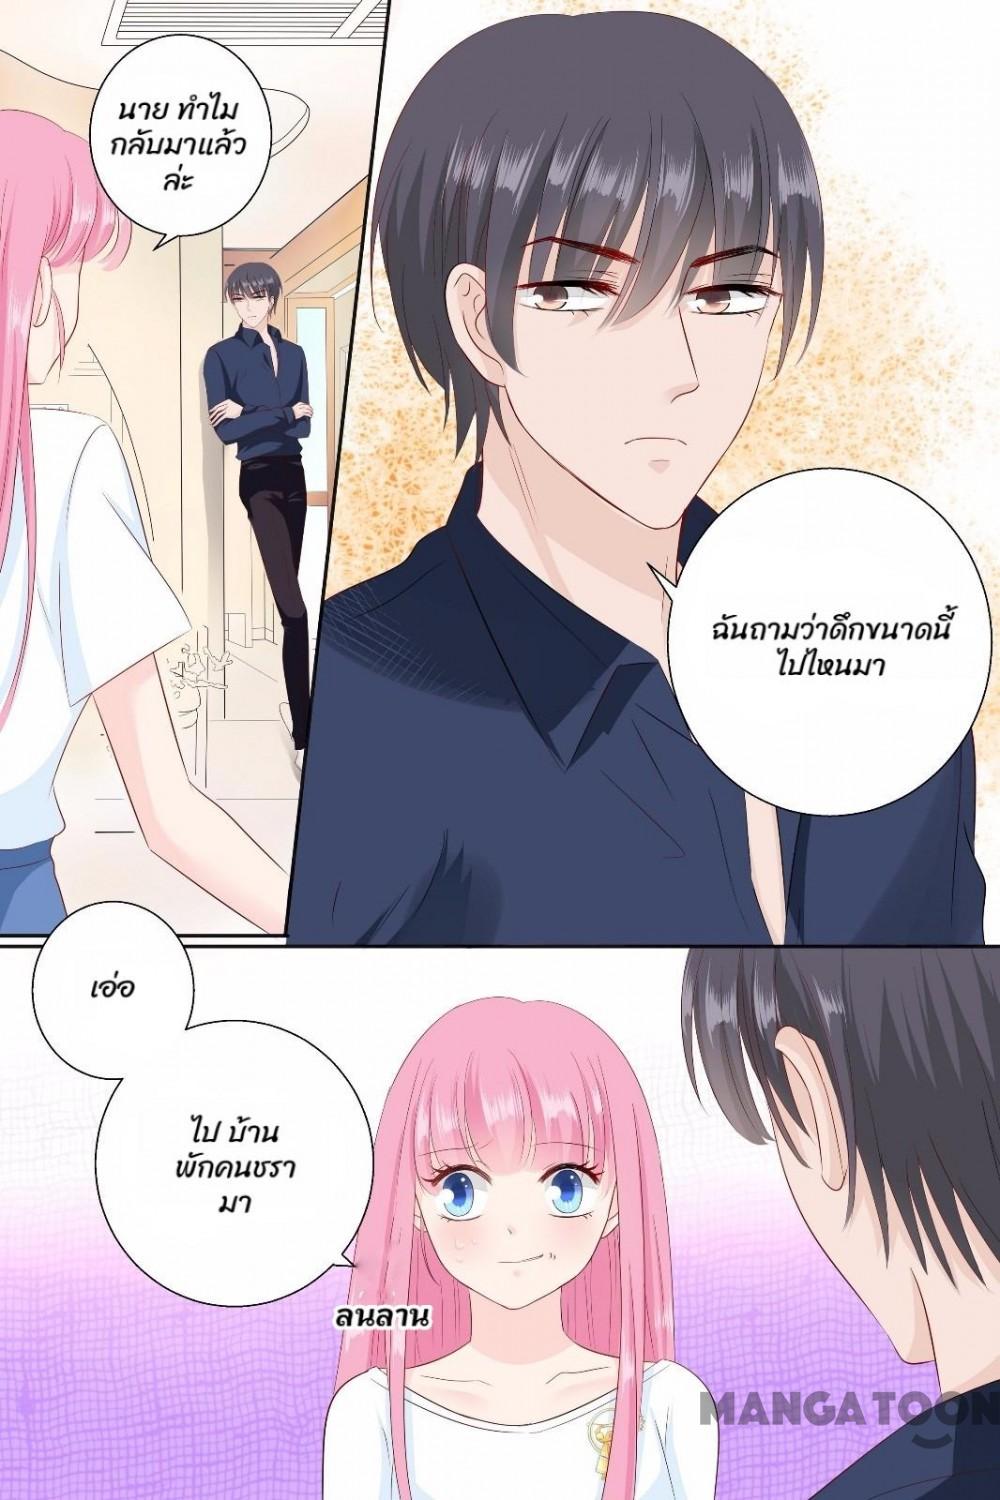 นาย ทำไม
กลับมาแล้ว
ล่ะ
ฉันถามว่าดึกขนาดนี้
ไปไหนมา
เอ่อ
ไป บ้าน
พักคนชรา
มา
ลนลาน
MANGATOON